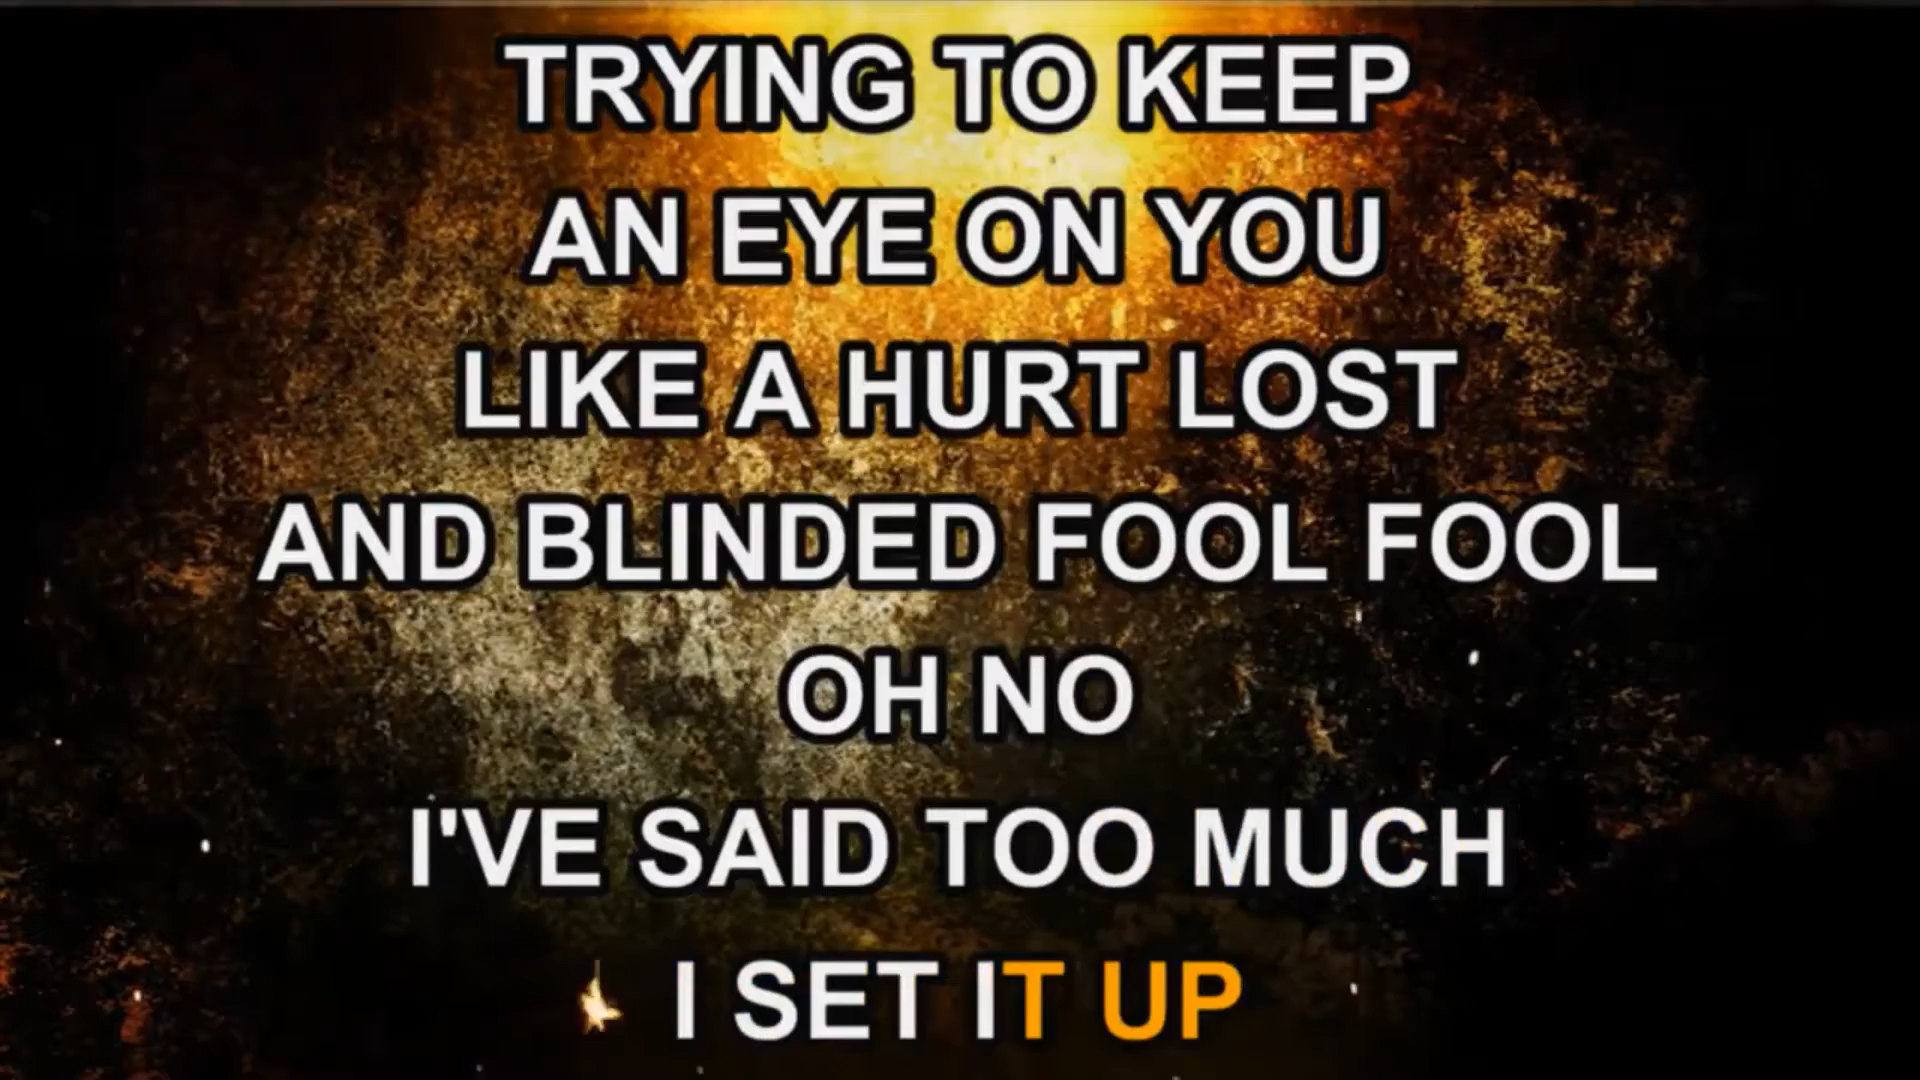 TRYING TO KEEP
AN EYE ON YOU
LIKE A HURT LOST
AND BLINDED FOOL FOOL
OH NO
I'VE SAID TOO MUCH
I SET IT UP